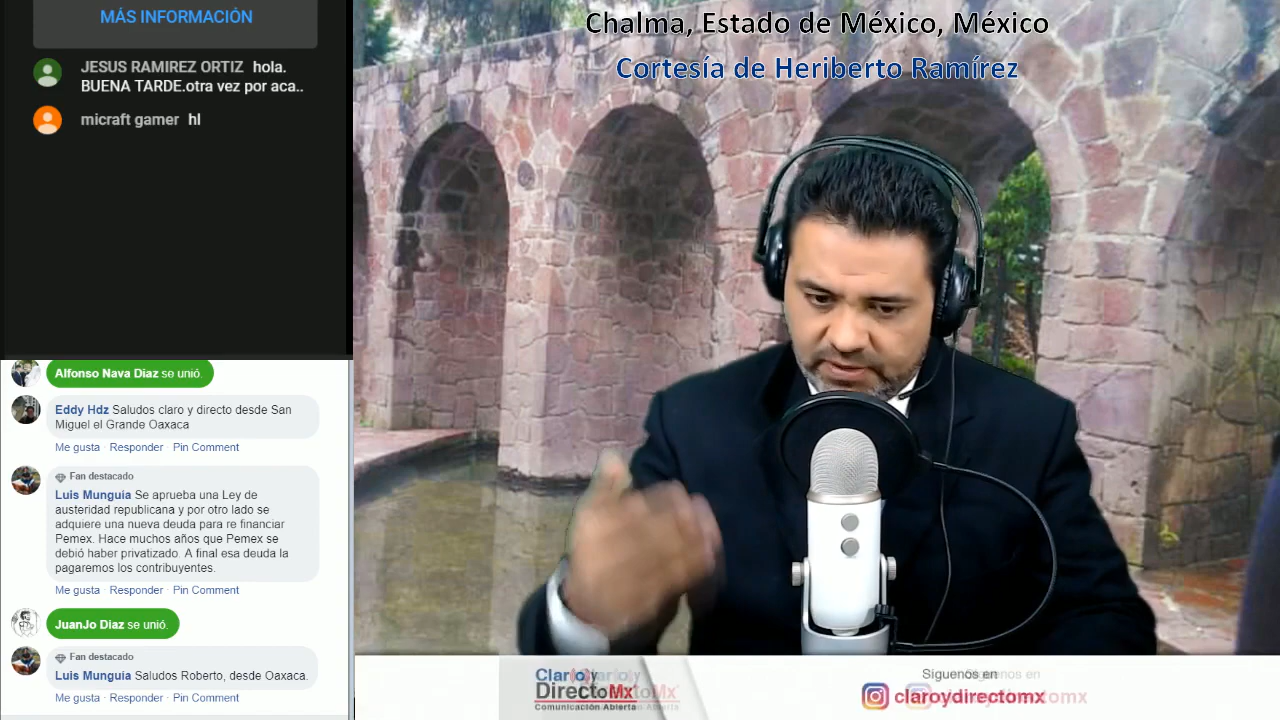 MÁS INFORMACIÓN
JESUS RAMIREZ ORTIZ hola.
BUENA TARDE.otra vez por aca..
micraft gamer hl
Alfonso Nava Diaz se unió.
Eddy Hdz Saludos claro y directo desde San
Miguel el Grande Oaxaca
Me gusta · Responder · Pin Comment
Fan destacado
Luis Munguia Se aprueba una Ley de
austeridad republicana y por otro lado se
adquiere una nueva deuda para re financiar
Pemex. Hace muchos años que Pemex se
debió haber privatizado. A final esa deuda la
pagaremos los contribuyentes.
Me gusta · Responder · Pin Comment
JuanJo Diaz se unió.
Fan destacado
Luis Munguia Saludos Roberto, desde Oaxaca.
Me gusta · Responder · Pin Comment
Chalma, Estado de México, México
Cortesía de Heriberto Ramírez
Claro y
DirectoMx
Comunicación Abierta
Siguenos en
claroydirectomx